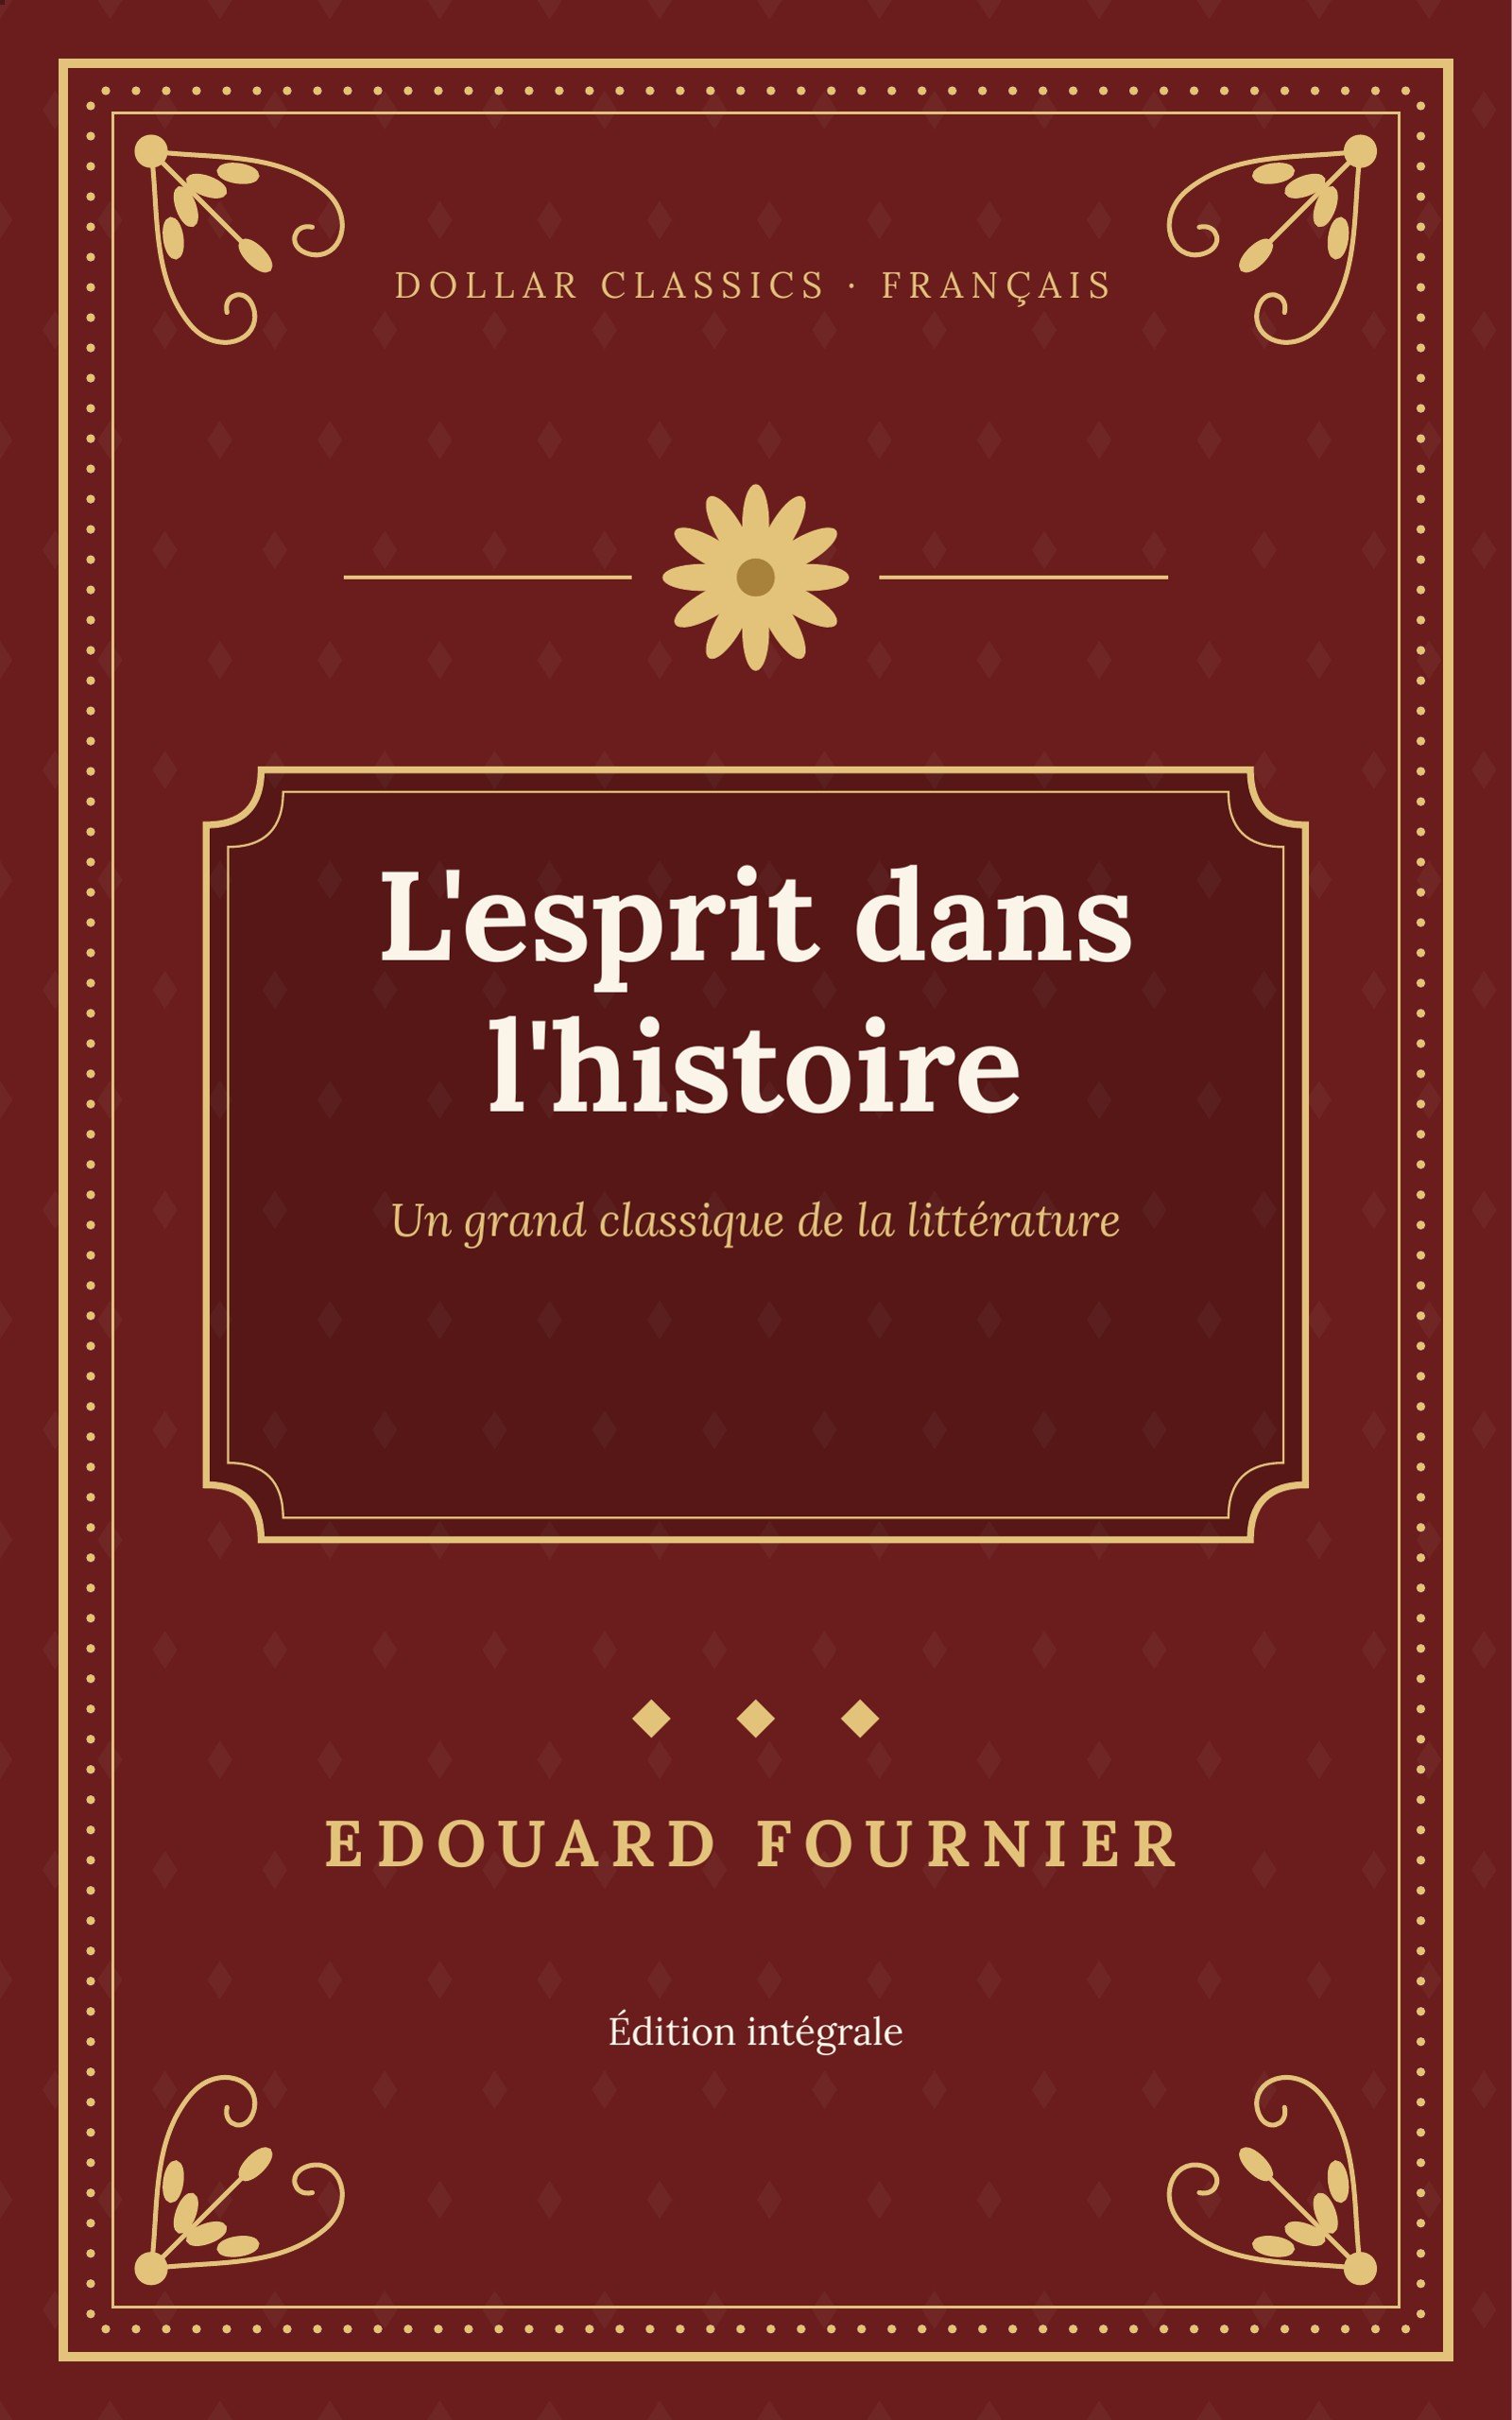 DOLLAR CLASSICS · FRANÇAIS
L'esprit dans
l'histoire
Un grand classique de la littérature
EDOUARD FOURNIER
Édition intégrale